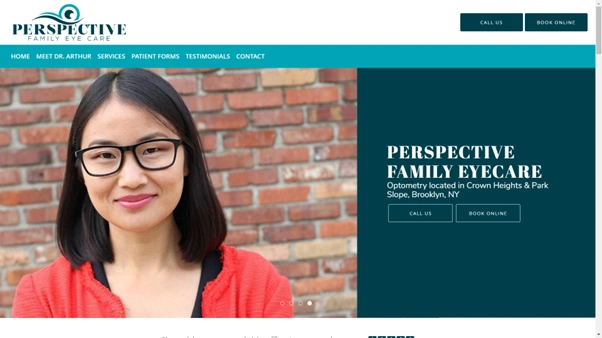 PERSPECTIVE
FAMILY EYE CARE
CALL US
BOOK ONLINE
HOME MEET DR. ARTHUR SERVICES PATIENT FORMS TESTIMONIALS CONTACT
PERSPECTIVE
FAMILY EYECARE
Optometry located in Crown Heights & Park
Slope, Brooklyn, NY
CALL US
BOOK ONLINE